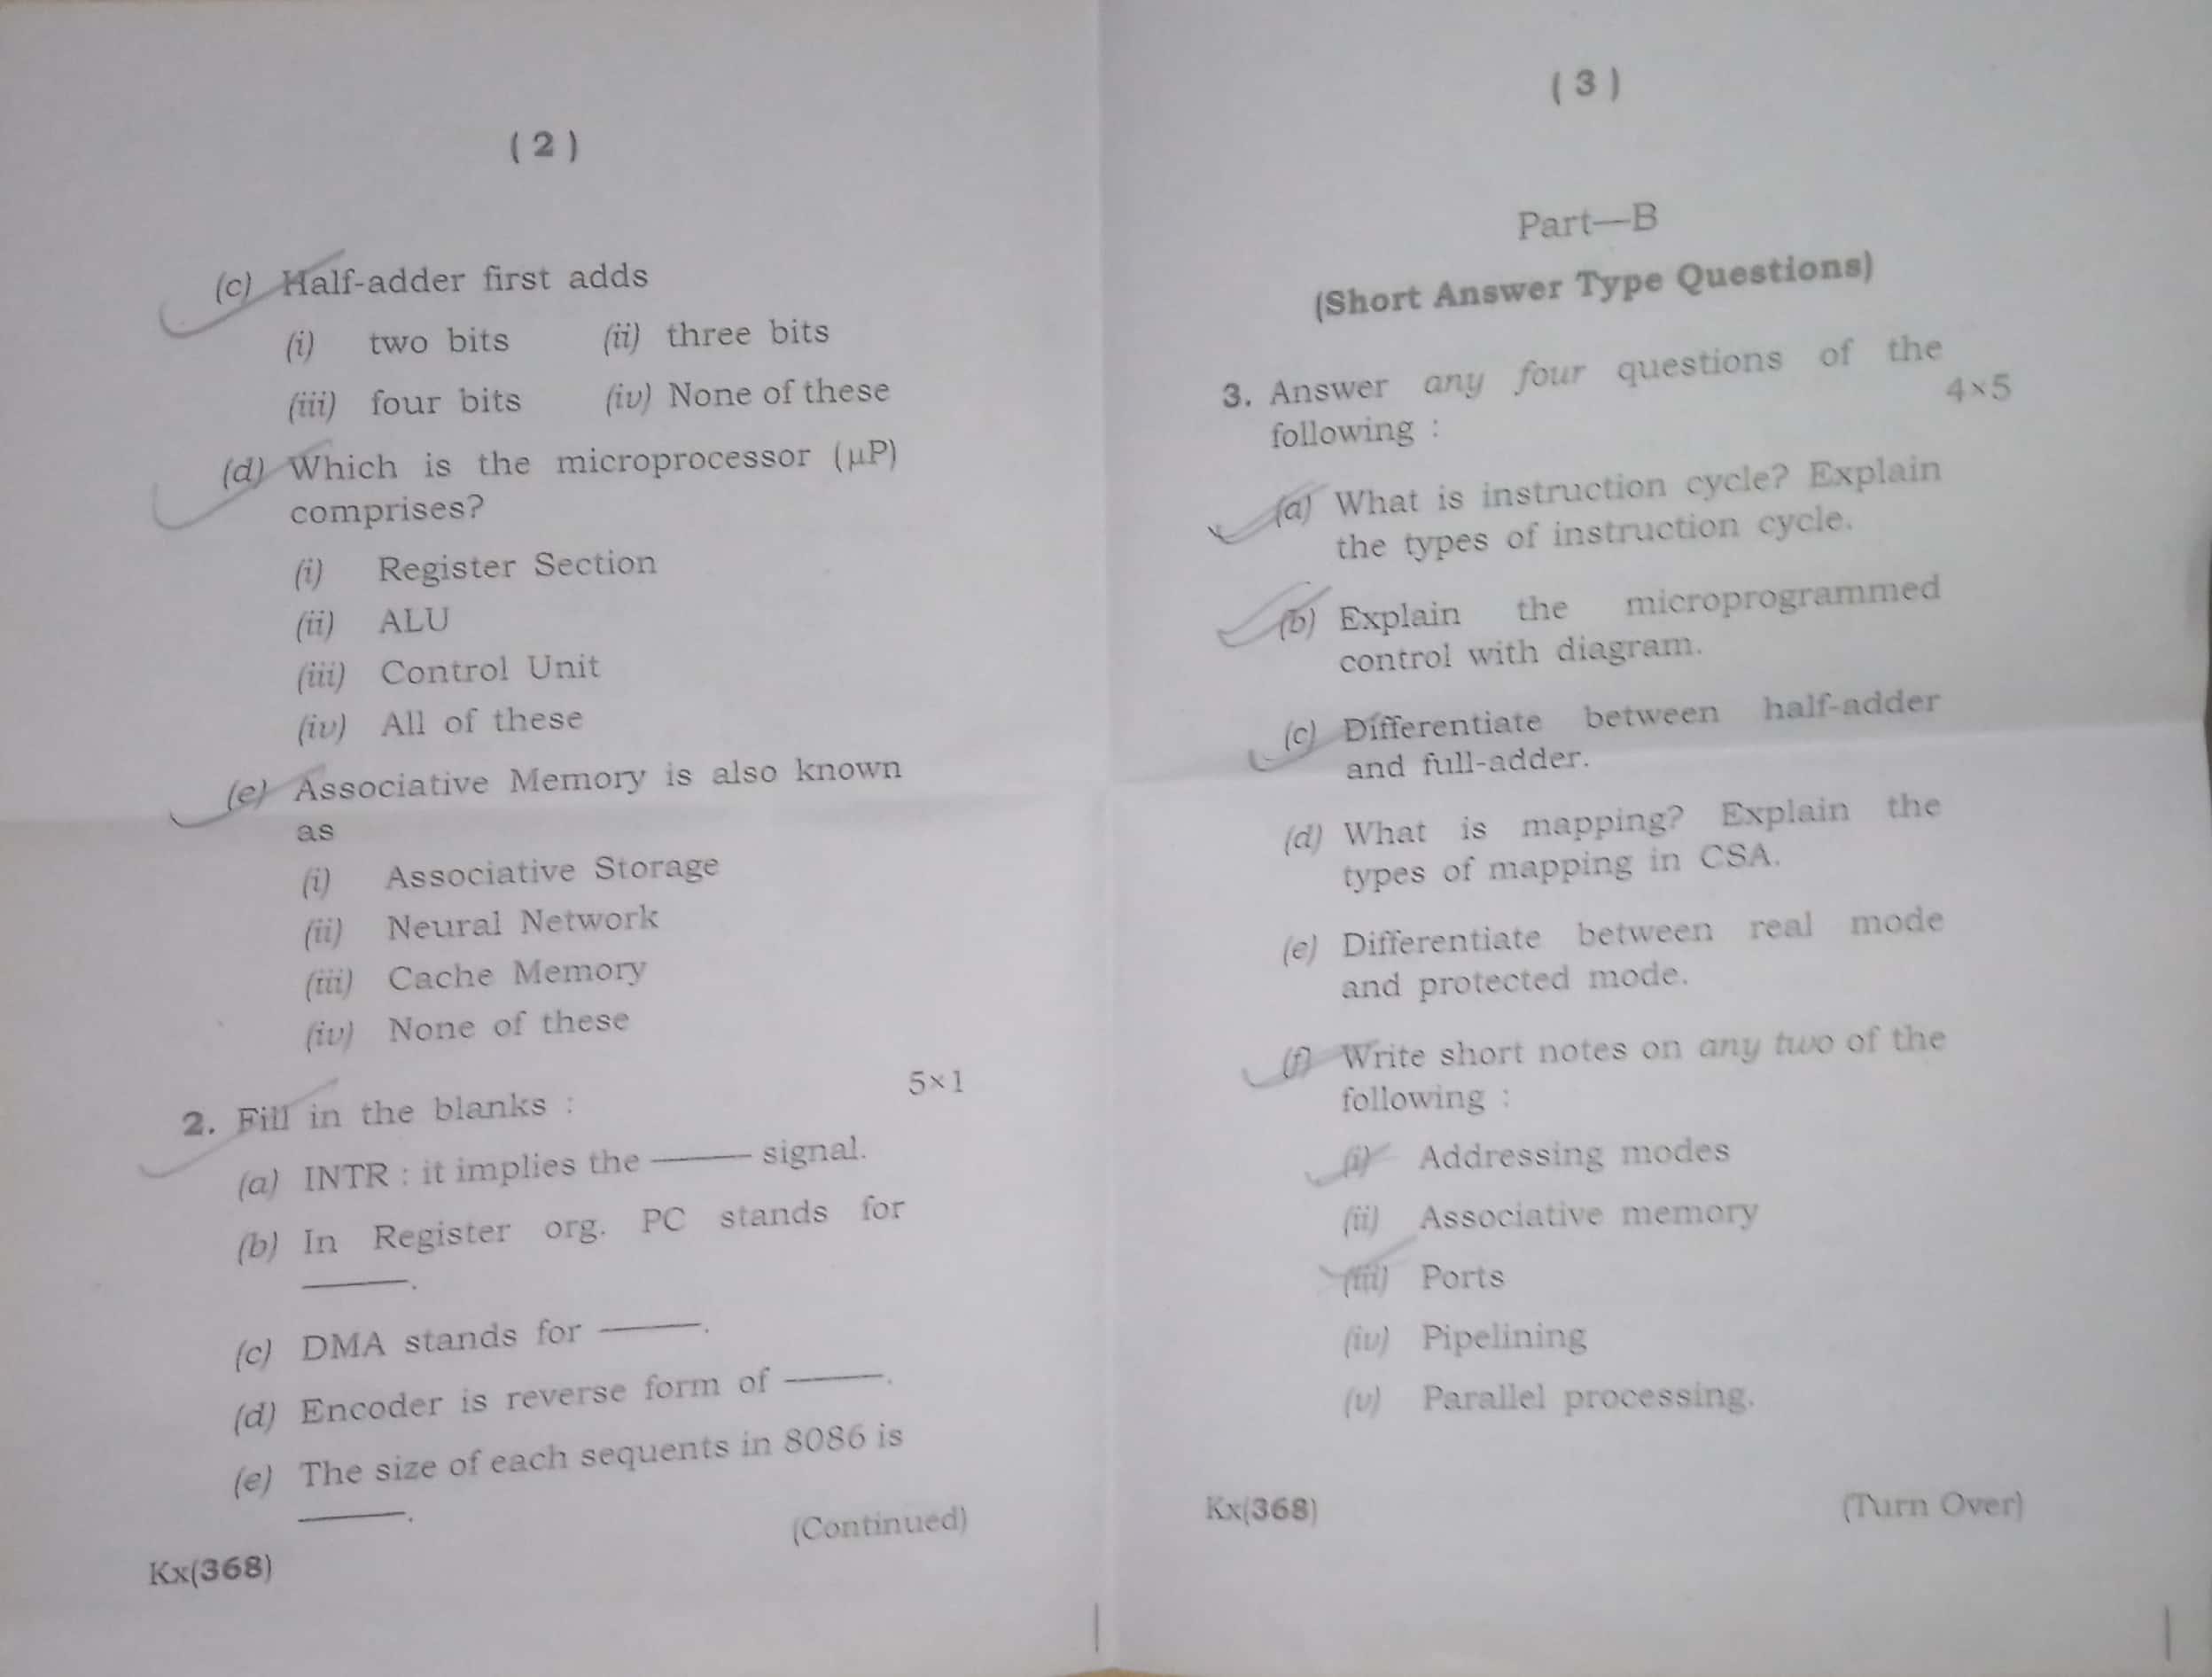 ( 2 )
(c) Half-adder first adds
(i) two bits (ii) three bits
(iii) four bits (iv) None of these
(d) Which is the microprocessor (µP)
comprises?
(i) Register Section
(ii) ALU
(iii) Control Unit
(iv) All of these
(e) Associative Memory is also known
as
(i) Associative Storage
(ii) Neural Network
(iii) Cache Memory
(iv) None of these
2. Fill in the blanks : 5×1
(a) INTR : it implies the ——— signal.
(b) In Register org. PC stands for
———.
(c) DMA stands for ———.
(d) Encoder is reverse form of ———.
(e) The size of each sequents in 8086 is
———.
Kx(368) (Continued)
( 3 )
Part—B
(Short Answer Type Questions)
3. Answer any four questions of the
following : 4×5
(a) What is instruction cycle? Explain
the types of instruction cycle.
(b) Explain the microprogrammed
control with diagram.
(c) Differentiate between half-adder
and full-adder.
(d) What is mapping? Explain the
types of mapping in CSA.
(e) Differentiate between real mode
and protected mode.
(f) Write short notes on any two of the
following :
(i) Addressing modes
(ii) Associative memory
(iii) Ports
(iv) Pipelining
(v) Parallel processing.
Kx(368) (Turn Over)